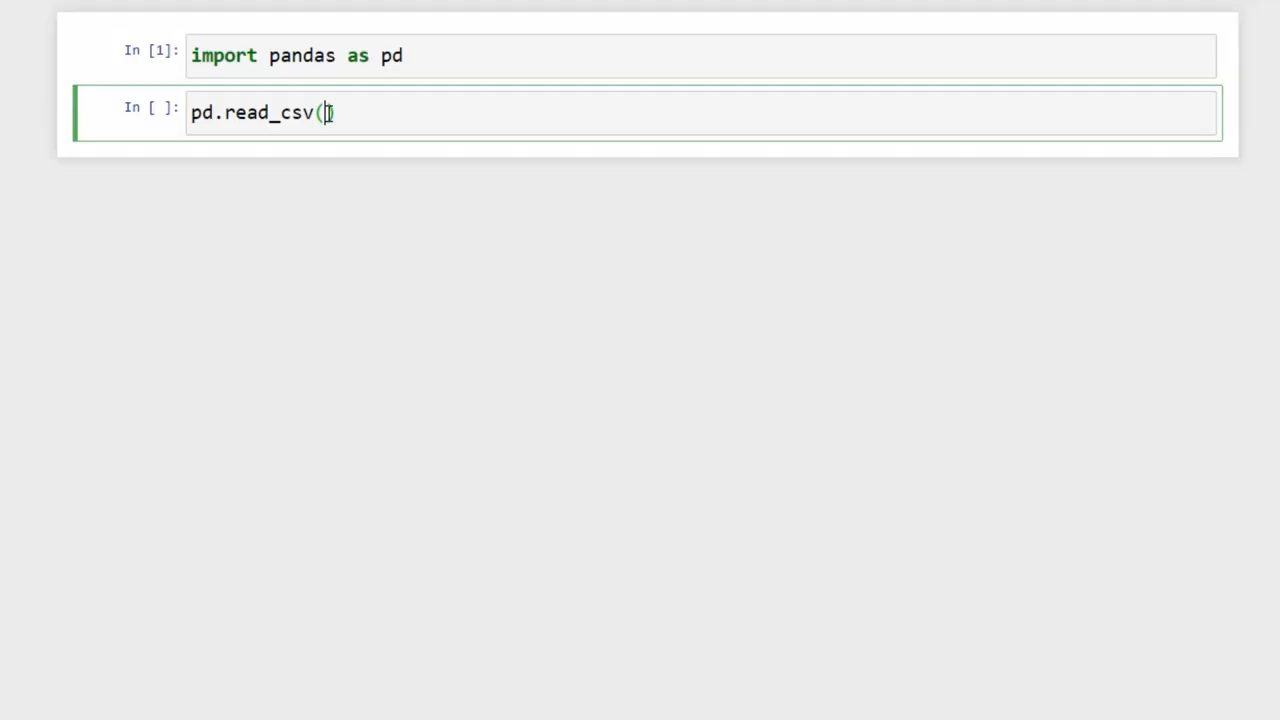 In [1]: import pandas as pd
In [ ]: pd.read_csv()